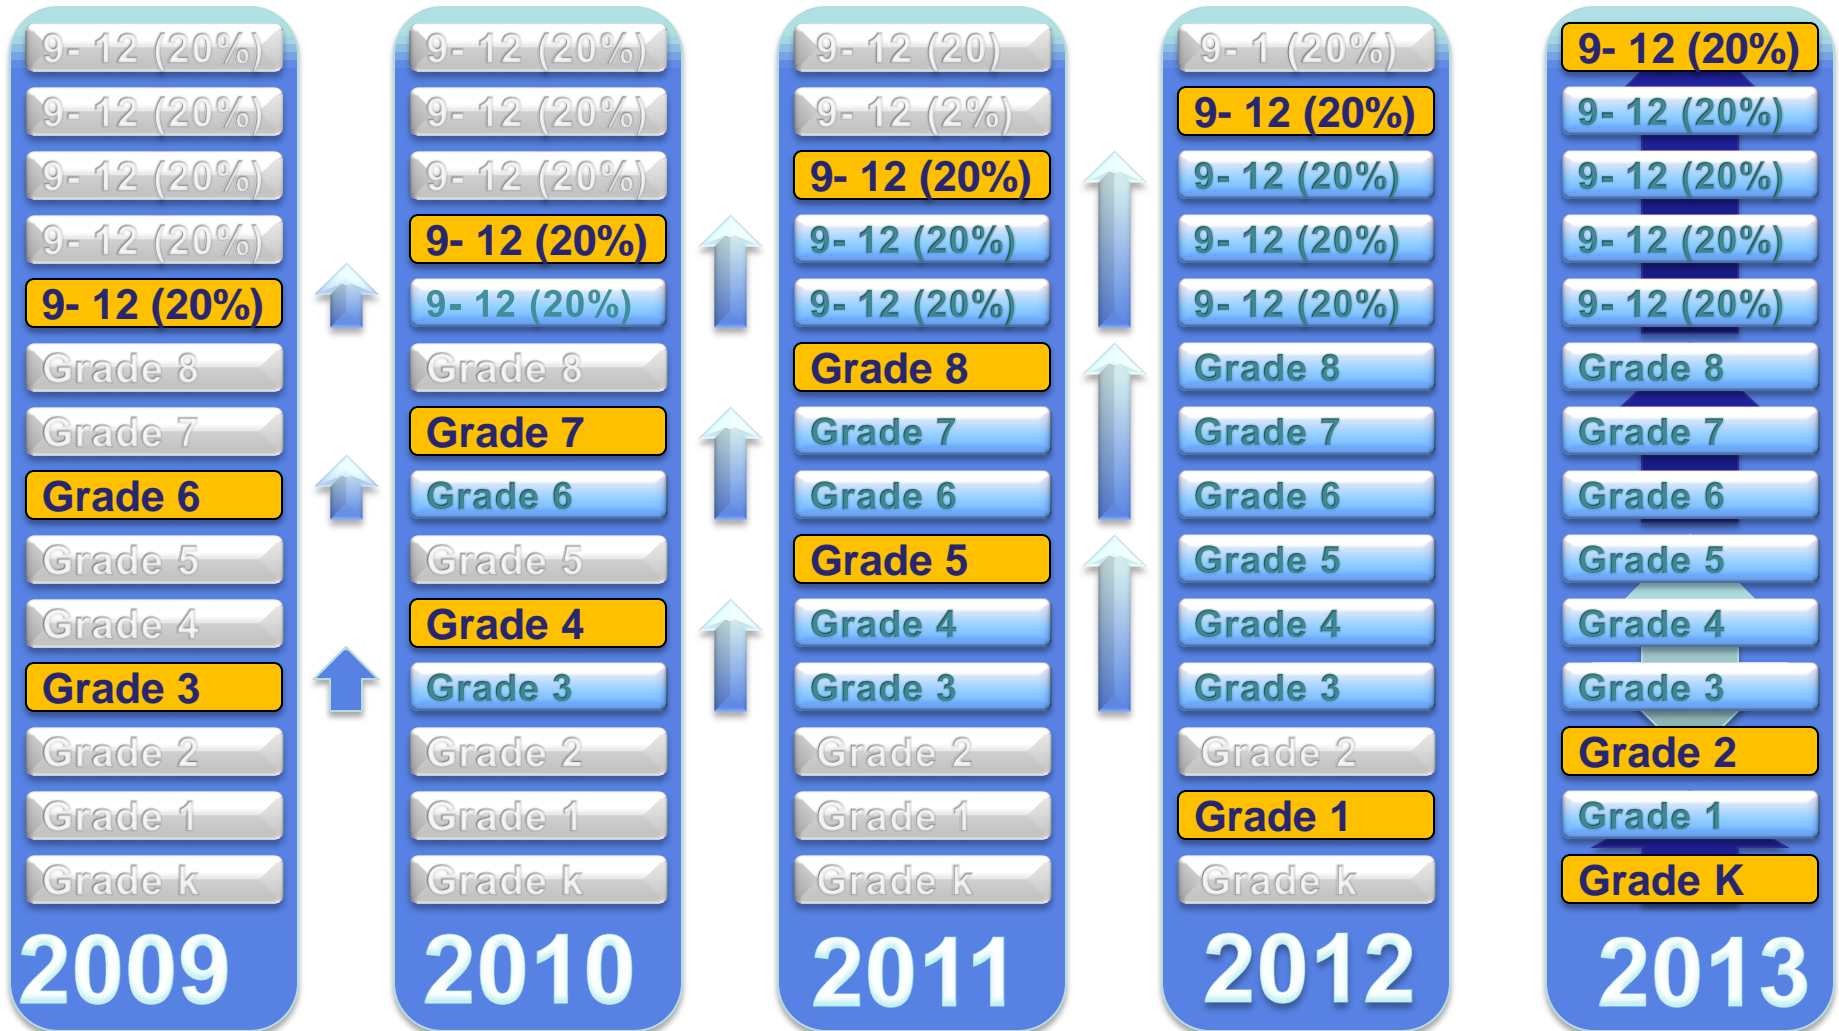 9- 12 (20%)
9- 12 (20%)
9- 12 (20%)
9- 12 (20%)
9- 12 (20%)
Grade 8
Grade 7
Grade 6
Grade 5
Grade 4
Grade 3
Grade 2
Grade 1
Grade k
2009
9- 12 (20%)
9- 12 (20%)
9- 12 (20%)
9- 12 (20%)
9- 12 (20%)
Grade 8
Grade 7
Grade 6
Grade 5
Grade 4
Grade 3
Grade 2
Grade 1
Grade k
2010
9- 12 (20)
9- 12 (2%)
9- 12 (20%)
9- 12 (20%)
9- 12 (20%)
Grade 8
Grade 7
Grade 6
Grade 5
Grade 4
Grade 3
Grade 2
Grade 1
Grade k
2011
9- 1 (20%)
9- 12 (20%)
9- 12 (20%)
9- 12 (20%)
9- 12 (20%)
Grade 8
Grade 7
Grade 6
Grade 5
Grade 4
Grade 3
Grade 2
Grade 1
Grade k
2012
9- 12 (20%)
9- 12 (20%)
9- 12 (20%)
9- 12 (20%)
9- 12 (20%)
Grade 8
Grade 7
Grade 6
Grade 5
Grade 4
Grade 3
Grade 2
Grade 1
Grade K
2013